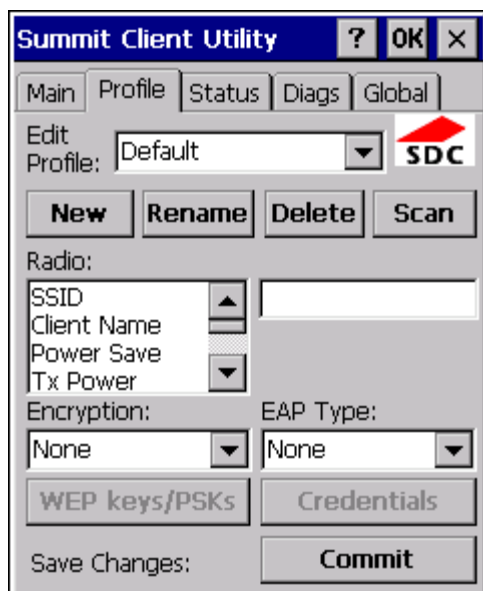 Summit Client Utility ? OK ×
Main Profile Status Diags Global
Edit
Profile: Default
SDC
New Rename Delete Scan
Radio:
SSID
Client Name
Power Save
Tx Power
Encryption: EAP Type:
None None
WEP keys/PSKs Credentials
Save Changes: Commit